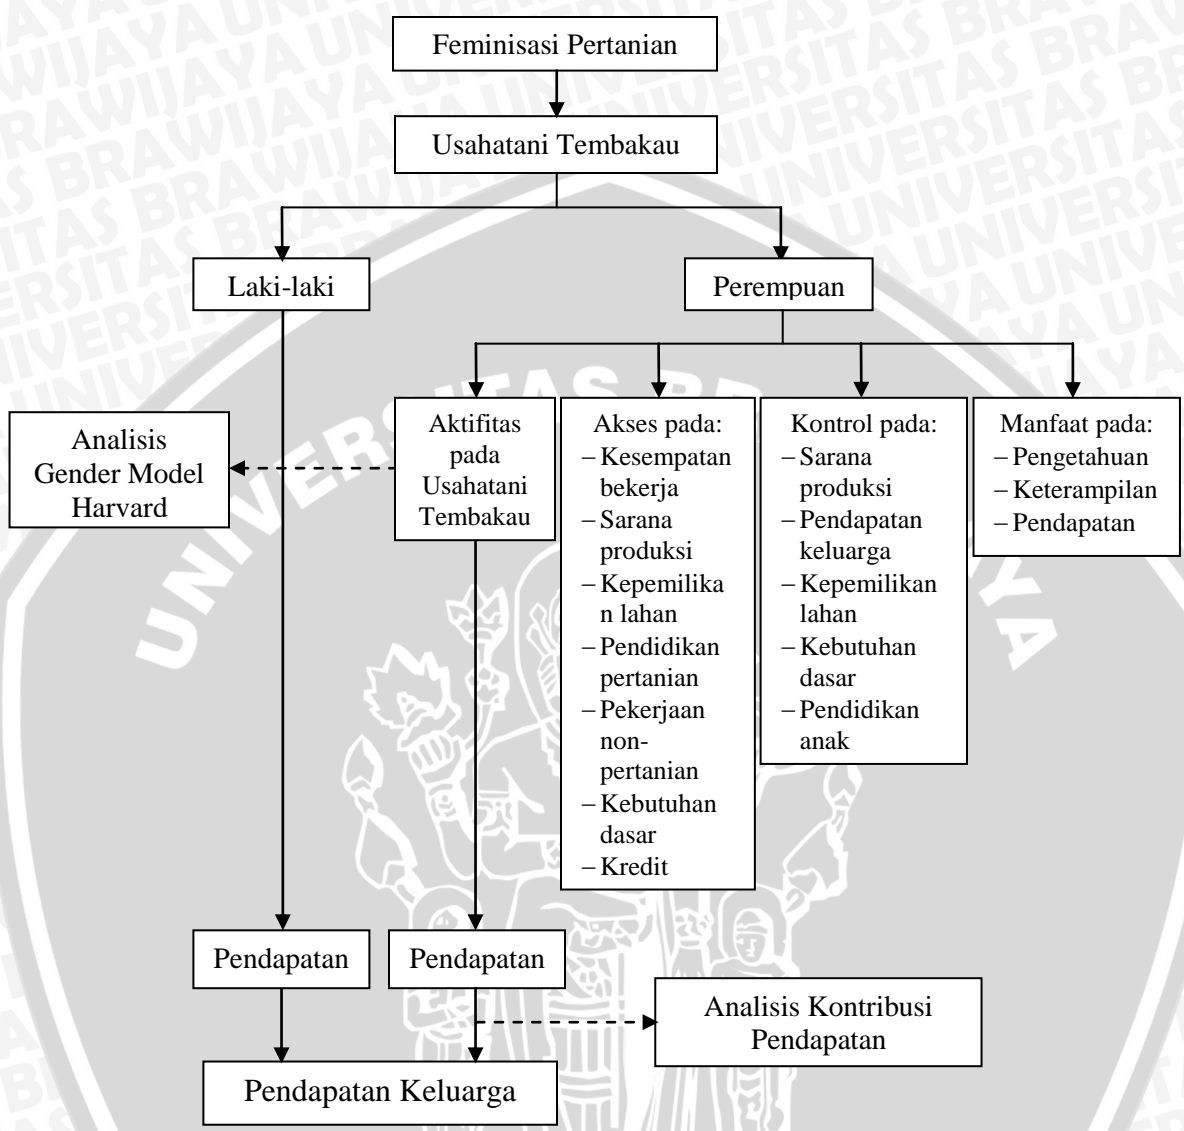 Feminisasi Pertanian
Usahatani Tembakau
Laki-laki
Perempuan
Analisis
Gender Model
Harvard
Aktifitas
pada
Usahatani
Tembakau
Akses pada:
– Kesempatan
bekerja
– Sarana
produksi
– Kepemilika
n lahan
– Pendidikan
pertanian
– Pekerjaan
non-
pertanian
– Kebutuhan
dasar
– Kredit
Kontrol pada:
– Sarana
produksi
– Pendapatan
keluarga
– Kepemilikan
lahan
– Kebutuhan
dasar
– Pendidikan
anak
Manfaat pada:
– Pengetahuan
– Keterampilan
– Pendapatan
Pendapatan
Pendapatan
Analisis Kontribusi
Pendapatan
Pendapatan Keluarga